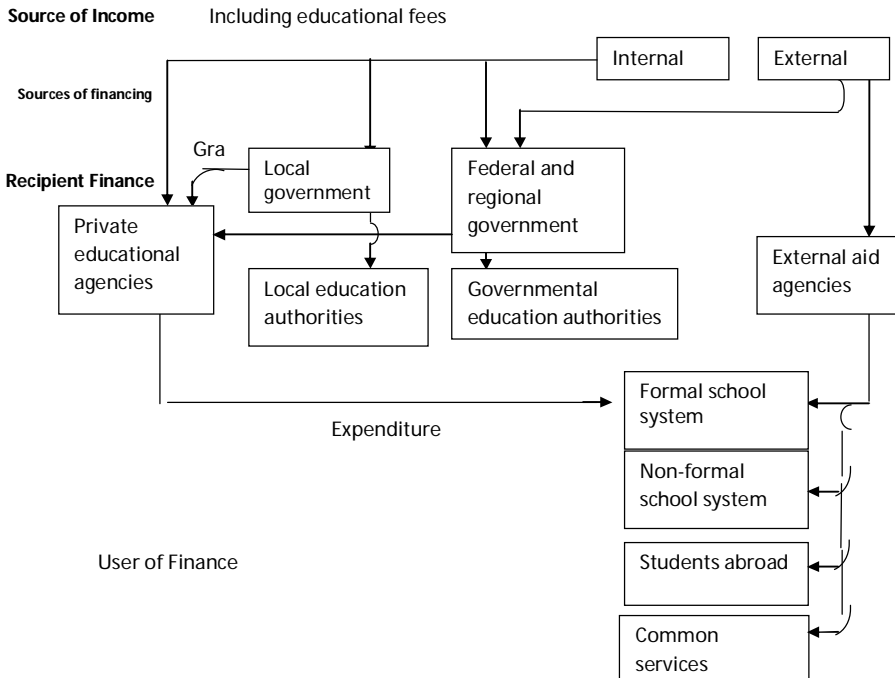 Source of Income
Including educational fees
Internal
External
Sources of financing
Gra
Recipient Finance
Local
government
Federal and
regional
government
Private
educational
agencies
Local education
authorities
Governmental
education authorities
External aid
agencies
Formal school
system
Expenditure
Non-formal
school system
User of Finance
Students abroad
Common
services